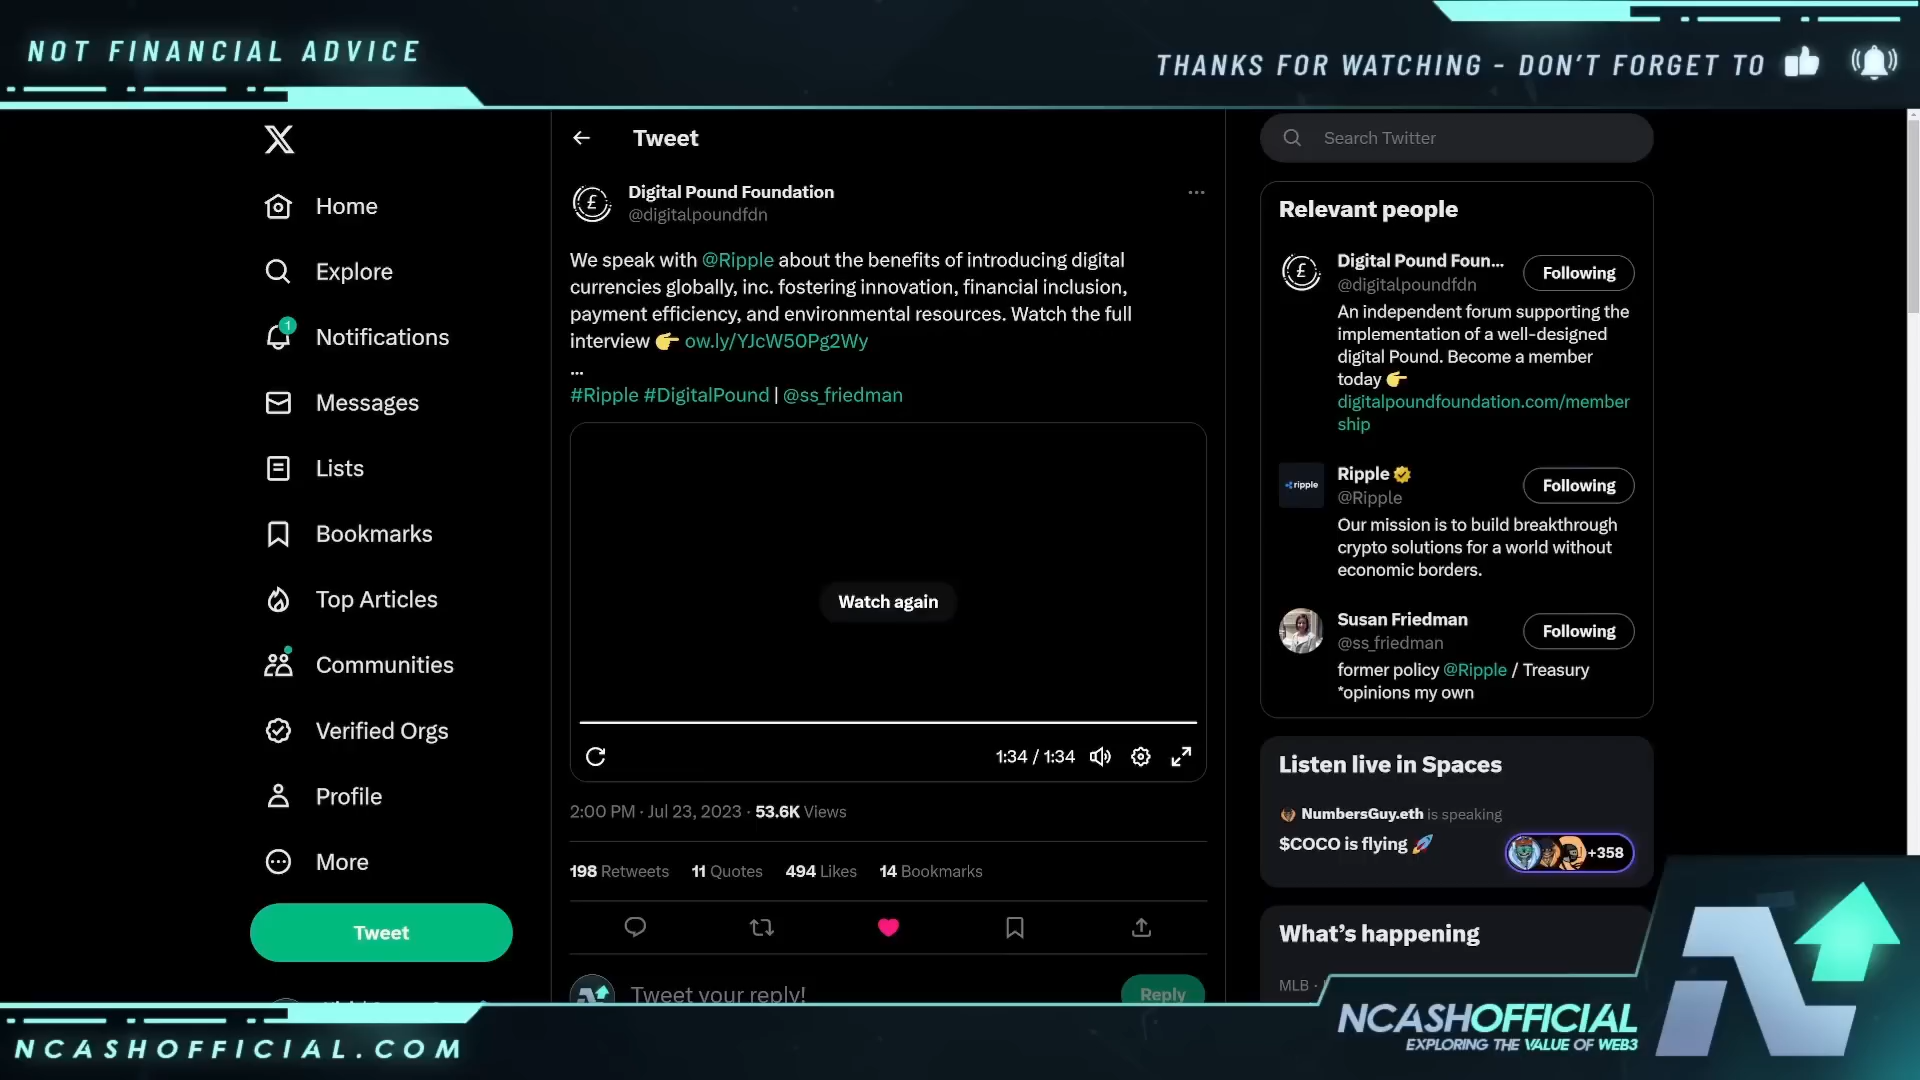 NOT FINANCIAL ADVICE
THANKS FOR WATCHING - DON'T FORGET TO
Tweet
Search Twitter
Home
Explore
1
Notifications
Messages
Lists
Bookmarks
Top Articles
Communities
Verified Orgs
Profile
More
Tweet
Digital Pound Foundation
@digitalpoundfdn
We speak with @Ripple about the benefits of introducing digital
currencies globally, inc. fostering innovation, financial inclusion,
payment efficiency, and environmental resources. Watch the full
interview 👉 ow.ly/YJcW50Pg2Wy
...
#Ripple #DigitalPound | @ss_friedman
Watch again
1:34 / 1:34
2:00 PM · Jul 23, 2023 · 53.6K Views
198 Retweets 11 Quotes 494 Likes 14 Bookmarks
Tweet your reply!
Reply
Relevant people
Digital Pound Foun...
Following
@digitalpoundfdn
An independent forum supporting the
implementation of a well-designed
digital Pound. Become a member
today 👉
digitalpoundfoundation.com/member
ship
ripple
Ripple
Following
@Ripple
Our mission is to build breakthrough
crypto solutions for a world without
economic borders.
Susan Friedman
Following
@ss_friedman
former policy @Ripple / Treasury
*opinions my own
Listen live in Spaces
NumbersGuy.eth is speaking
$COCO is flying 🚀
+358
What's happening
MLB ·
NCASHOFFICIAL.COM
NCASHOFFICIAL
EXPLORING THE VALUE OF WEB3